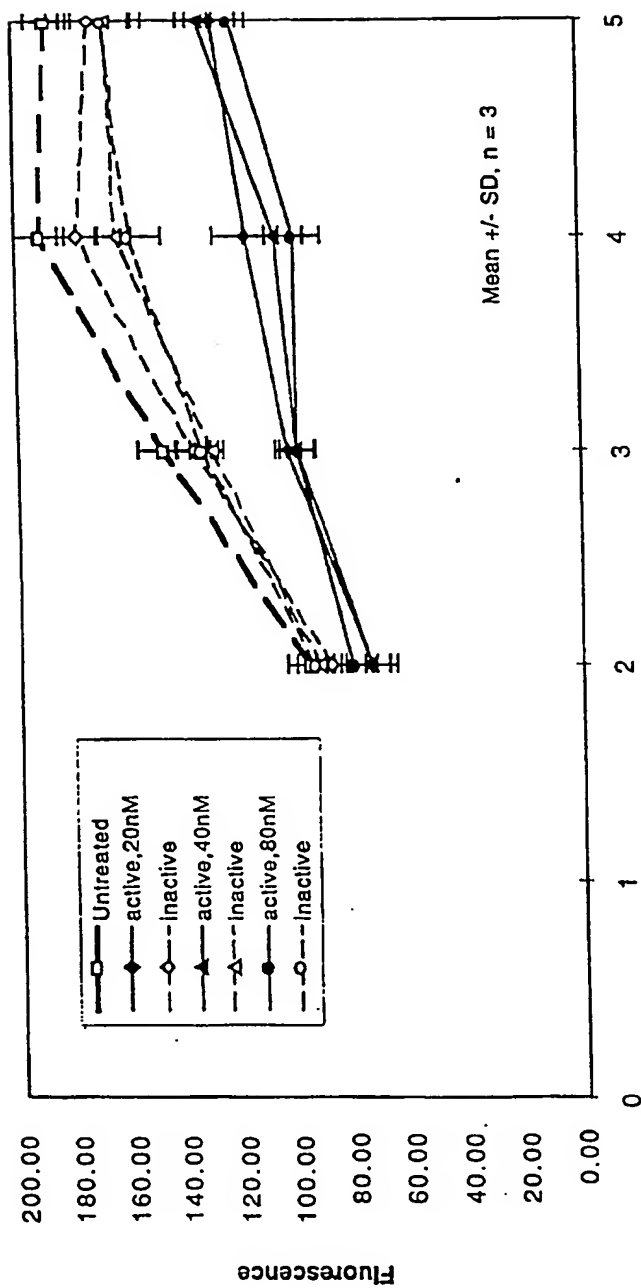 Fluorescence
200.00
180.00
160.00
140.00
120.00
100.00
80.00
60.00
40.00
20.00
0.00
Untreated
active,20nM
Inactive
active,40nM
Inactive
active,80nM
Inactive
Mean +/- SD, n = 3
0 1 2 3 4 5